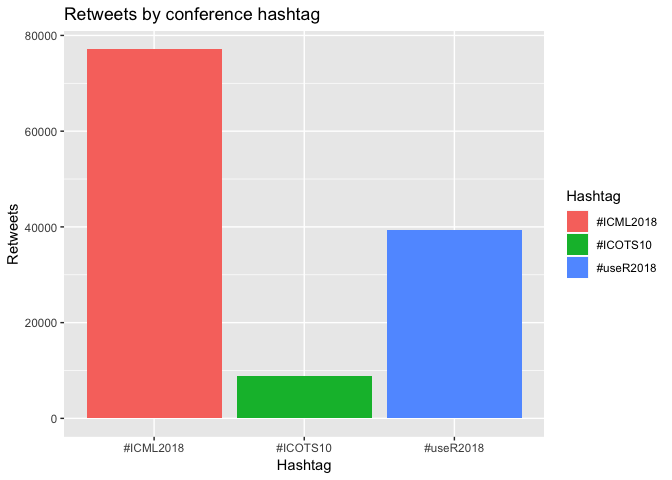 Retweets by conference hashtag
80000
60000
40000
20000
0
Retweets
#ICML2018
#ICOTS10
#useR2018
Hashtag
Hashtag
#ICML2018
#ICOTS10
#useR2018